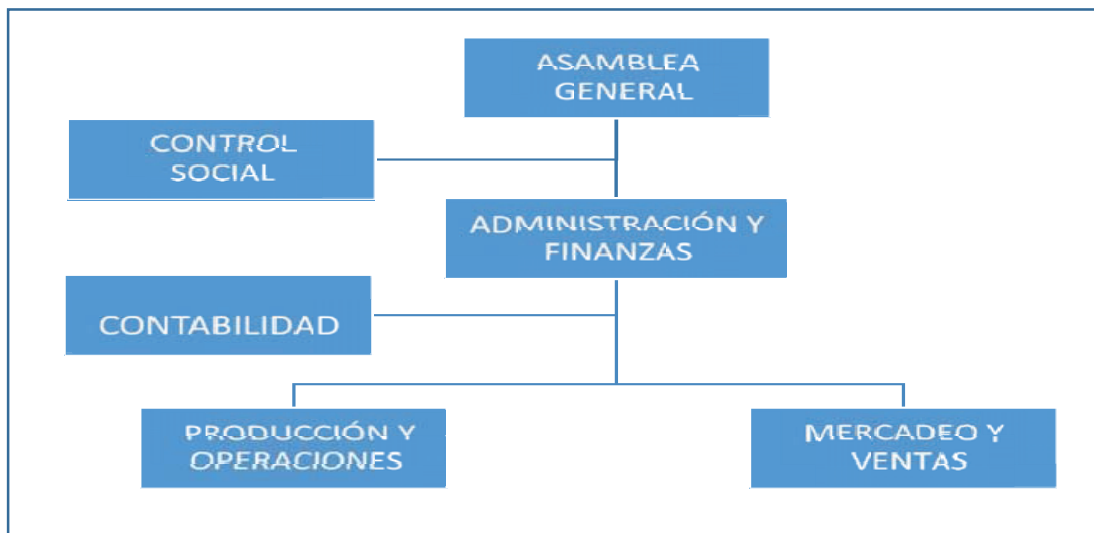 ASAMBLEA
GENERAL
CONTROL
SOCIAL
ADMINISTRACIÓN Y
FINANZAS
CONTABILIDAD
PRODUCCIÓN Y
OPERACIONES
MERCADEO Y
VENTAS